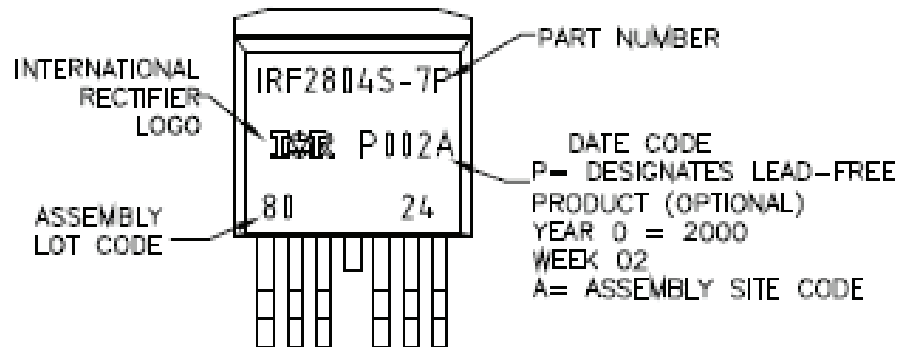 PART NUMBER
INTERNATIONAL
RECTIFIER
LOGO
IRF2804S-7P
IOR P002A
DATE CODE
P= DESIGNATES LEAD-FREE
PRODUCT (OPTIONAL)
YEAR 0 = 2000
WEEK 02
A= ASSEMBLY SITE CODE
ASSEMBLY
LOT CODE
80 24